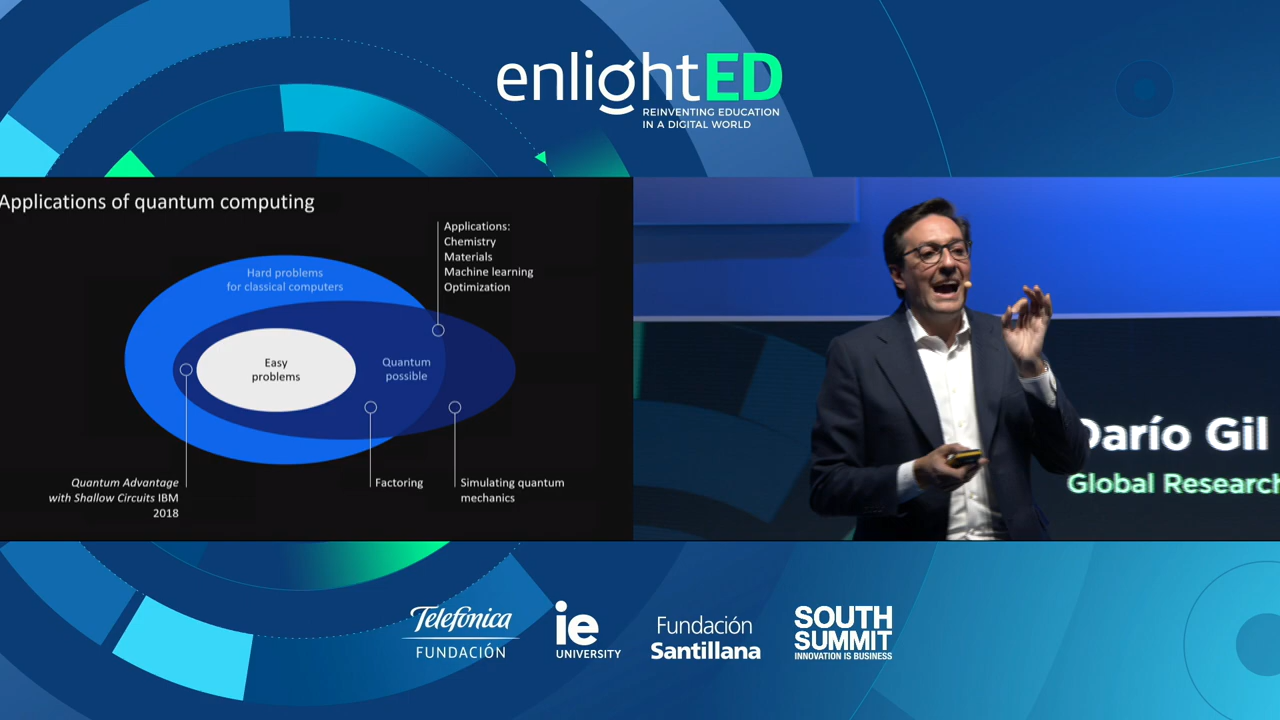 enlightED
REINVENTING EDUCATION
IN A DIGITAL WORLD
Applications of quantum computing
Applications:
Chemistry
Materials
Machine learning
Optimization
Hard problems
for classical computers
Easy
problems
Quantum
possible
Quantum Advantage
with Shallow Circuits IBM
2018
Factoring
Simulating quantum
mechanics
Darío Gil
Global Research
Telefónica
FUNDACIÓN
ie
UNIVERSITY
Fundación
Santillana
SOUTH
SUMMIT
INNOVATION IS BUSINESS